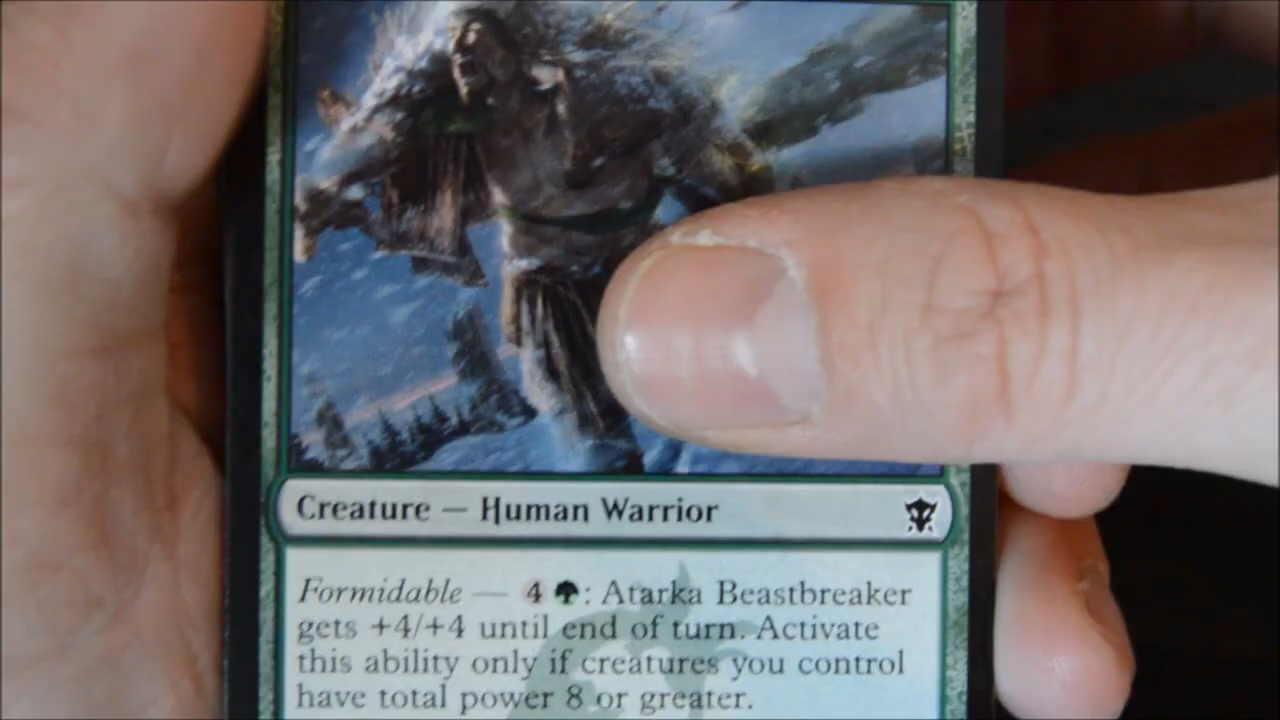 Creature — Human Warrior
Formidable — 4 : Atarka Beastbreaker
gets +4/+4 until end of turn. Activate
this ability only if creatures you control
have total power 8 or greater.